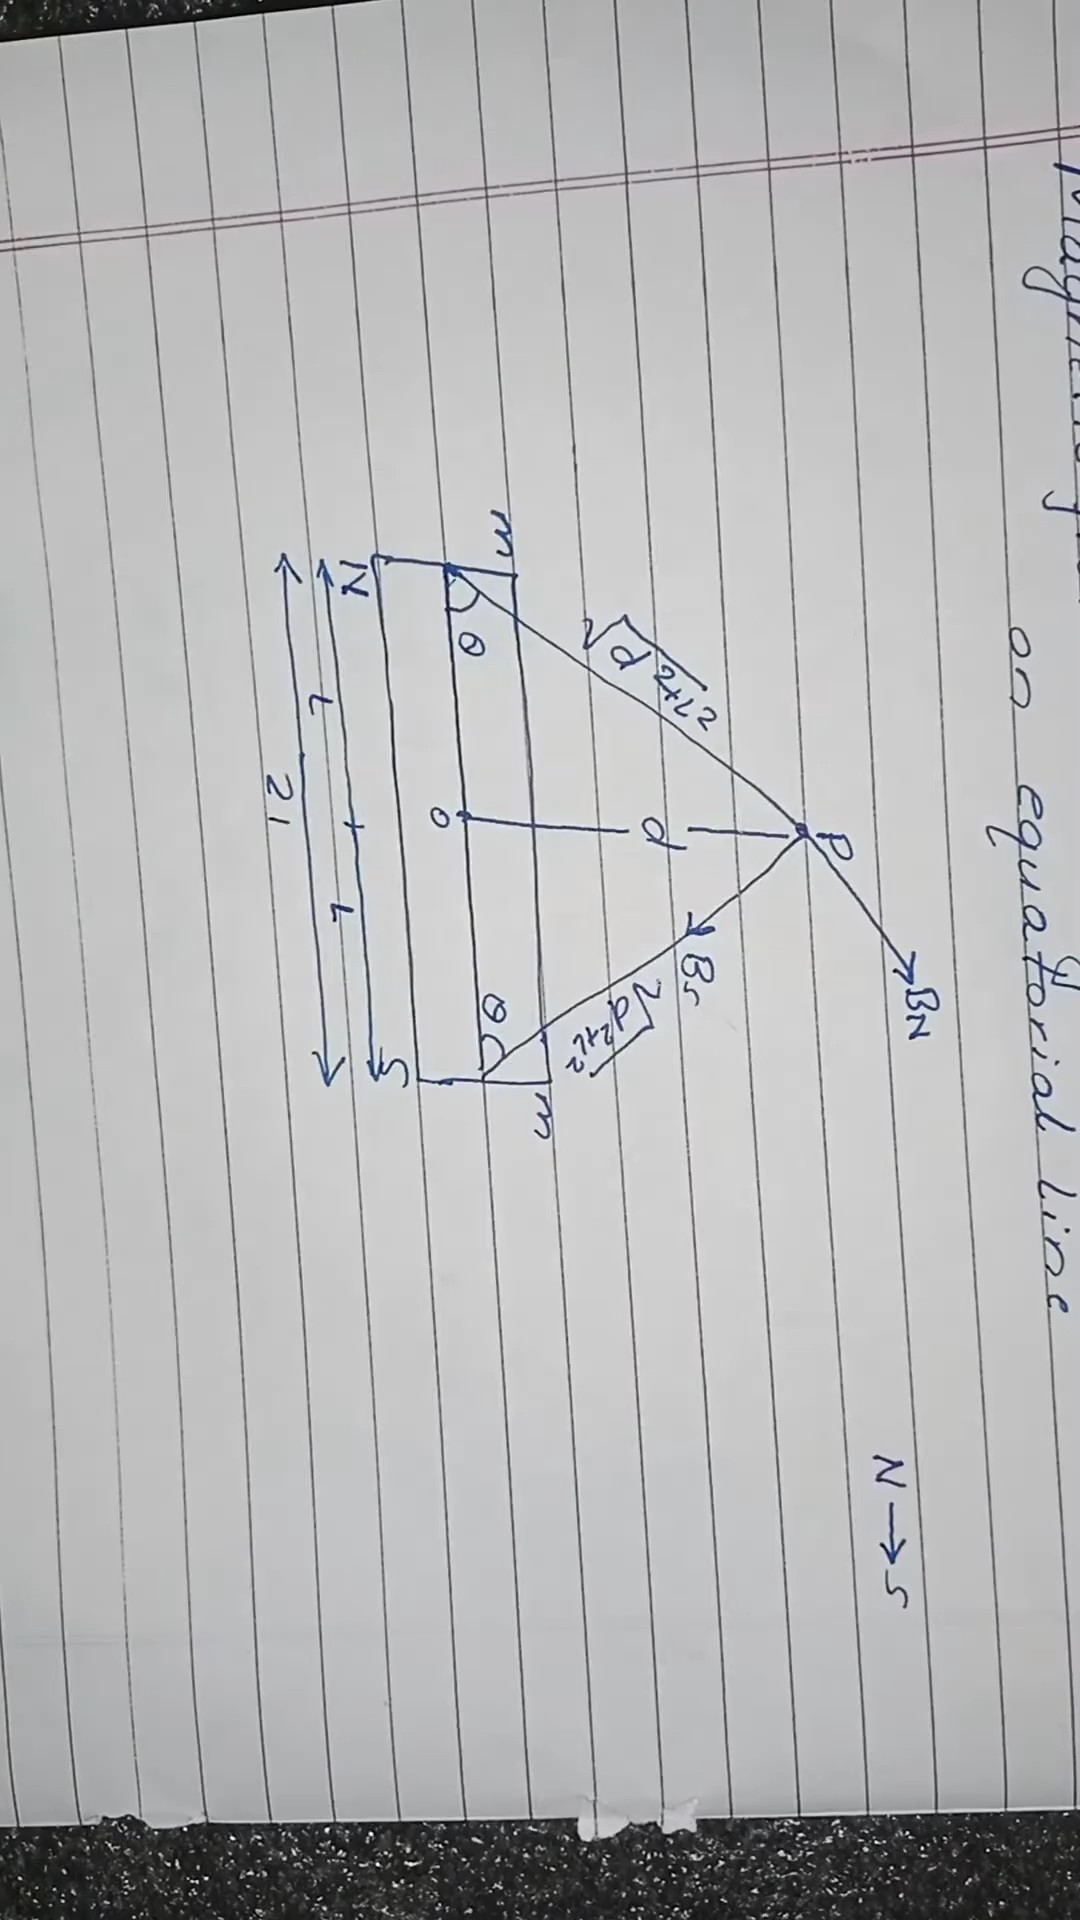 on equatorial Line
BN
N → S
P
√d²+L²
d
Bs
√d²+L²
m
m
θ
θ
o
N
S
L
L
2l